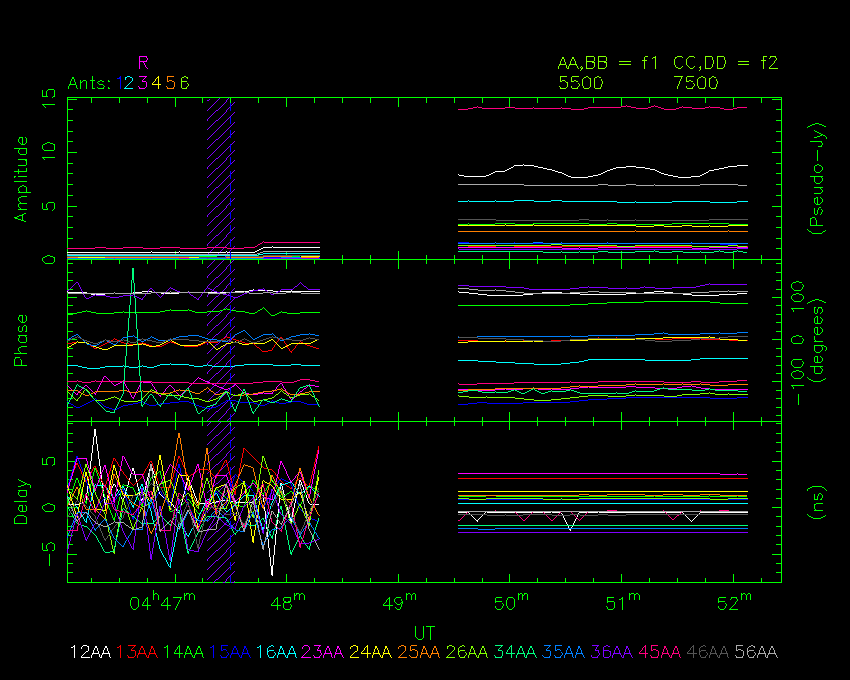 R
AA,BB = f1 CC,DD = f2
Ants: 1 2 3 4 5 6
5500 7500
15
10
5
0
Amplitude
(Pseudo-Jy)
100
0
-100
Phase
(degrees)
5
0
-5
Delay
(ns)
04h47m 48m 49m 50m 51m 52m
UT
12AA 13AA 14AA 15AA 16AA 23AA 24AA 25AA 26AA 34AA 35AA 36AA 45AA 46AA 56AA